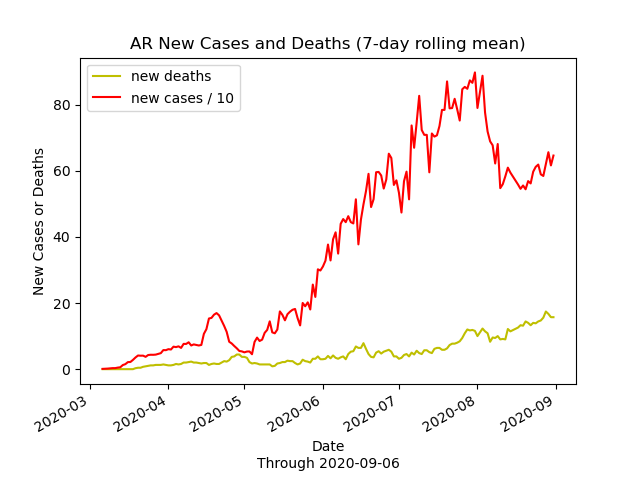 AR New Cases and Deaths (7-day rolling mean)
new deaths
new cases / 10
80
60
40
20
0
New Cases or Deaths
2020-03
2020-04
2020-05
2020-06
2020-07
2020-08
2020-09
Date
Through 2020-09-06